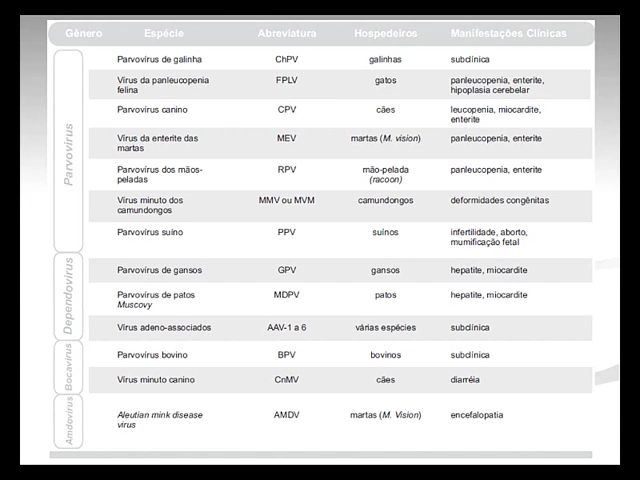 Gênero Espécie Abreviatura Hospedeiros Manifestações Clínicas
Parvovirus
Parvovírus de galinha ChPV galinhas subclínica
Vírus da panleucopenia felina FPLV gatos panleucopenia, enterite, hipoplasia cerebelar
Parvovírus canino CPV cães leucopenia, miocardite, enterite
Vírus da enterite das martas MEV martas (M. vision) panleucopenia, enterite
Parvovírus dos mãos-peladas RPV mão-pelada (racoon) panleucopenia, enterite
Vírus minuto dos camundongos MMV ou MVM camundongos deformidades congênitas
Parvovírus suíno PPV suínos infertilidade, aborto, mumificação fetal
Dependovirus
Parvovírus de gansos GPV gansos hepatite, miocardite
Parvovírus de patos Muscovy MDPV patos hepatite, miocardite
Vírus adeno-associados AAV-1 a 6 várias espécies subclínica
Bocavirus
Parvovírus bovino BPV bovinos subclínica
Vírus minuto canino CnMV cães diarréia
Amdovirus
Aleutian mink disease virus AMDV martas (M. Vision) encefalopatia